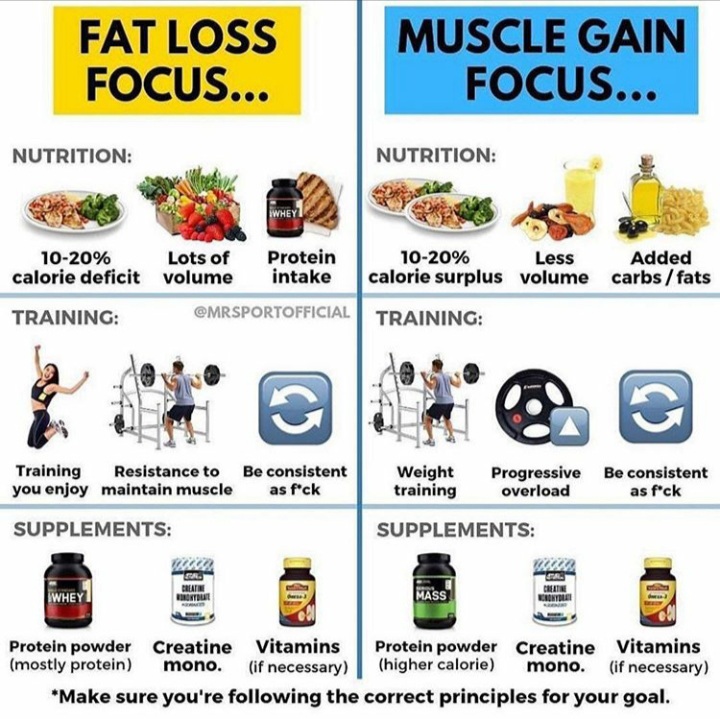 FAT LOSS
FOCUS...
NUTRITION:
WHEY
10-20%
calorie deficit
Lots of
volume
Protein
intake
TRAINING:
@MRSPORTOFFICIAL
Training
you enjoy
Resistance to
maintain muscle
Be consistent
as f*ck
SUPPLEMENTS:
WHEY
CREATINE
MONOHYDRATE
Omega-3
Protein powder
(mostly protein)
Creatine
mono.
Vitamins
(if necessary)
MUSCLE GAIN
FOCUS...
NUTRITION:
10-20%
calorie surplus
Less
volume
Added
carbs / fats
TRAINING:
Weight
training
Progressive
overload
Be consistent
as f*ck
SUPPLEMENTS:
MASS
CREATINE
MONOHYDRATE
Omega-3
Protein powder
(higher calorie)
Creatine
mono.
Vitamins
(if necessary)
*Make sure you're following the correct principles for your goal.